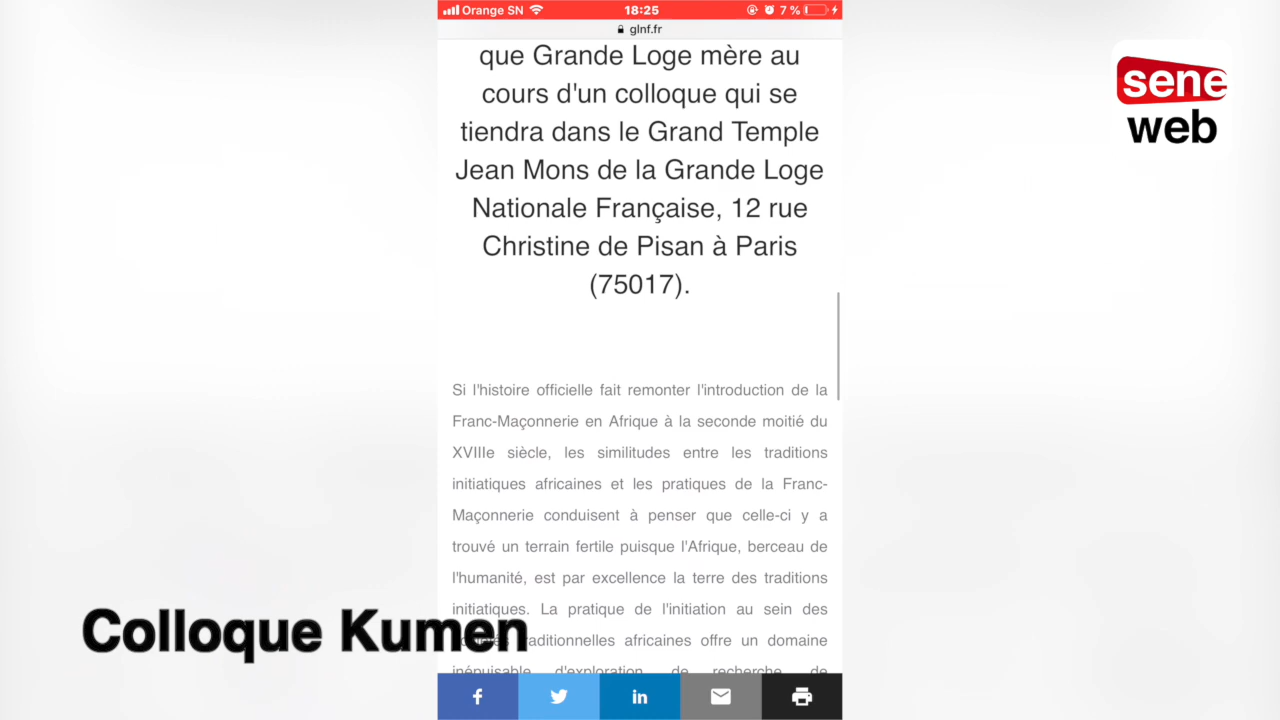 Orange SN
18:25
7 %
glnf.fr
que Grande Loge mère au
cours d'un colloque qui se
tiendra dans le Grand Temple
Jean Mons de la Grande Loge
Nationale Française, 12 rue
Christine de Pisan à Paris
(75017).
Si l'histoire officielle fait remonter l'introduction de la
Franc-Maçonnerie en Afrique à la seconde moitié du
XVIIIe siècle, les similitudes entre les traditions
initiatiques africaines et les pratiques de la Franc-
Maçonnerie conduisent à penser que celle-ci y a
trouvé un terrain fertile puisque l'Afrique, berceau de
l'humanité, est par excellence la terre des traditions
initiatiques. La pratique de l'initiation au sein des
traditionnelles africaines offre un domaine
inépuisable d'exploration, de recherche, de
Colloque Kumen
sene
web